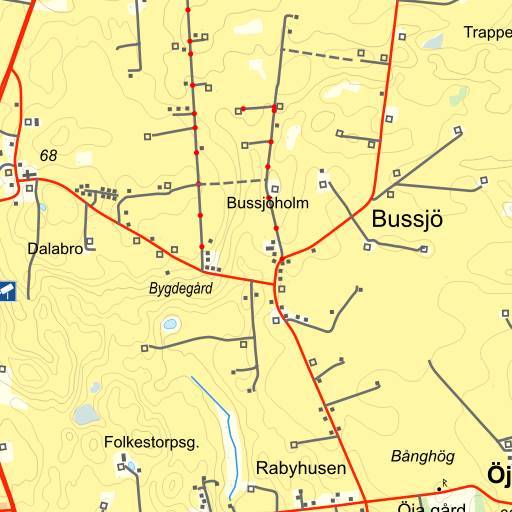 Trappe
68
Bussjöholm
Bussjö
Dalabro
Bygdegård
Folkestorpsg.
Bånghög
Rabyhusen
Öj
Öja gård